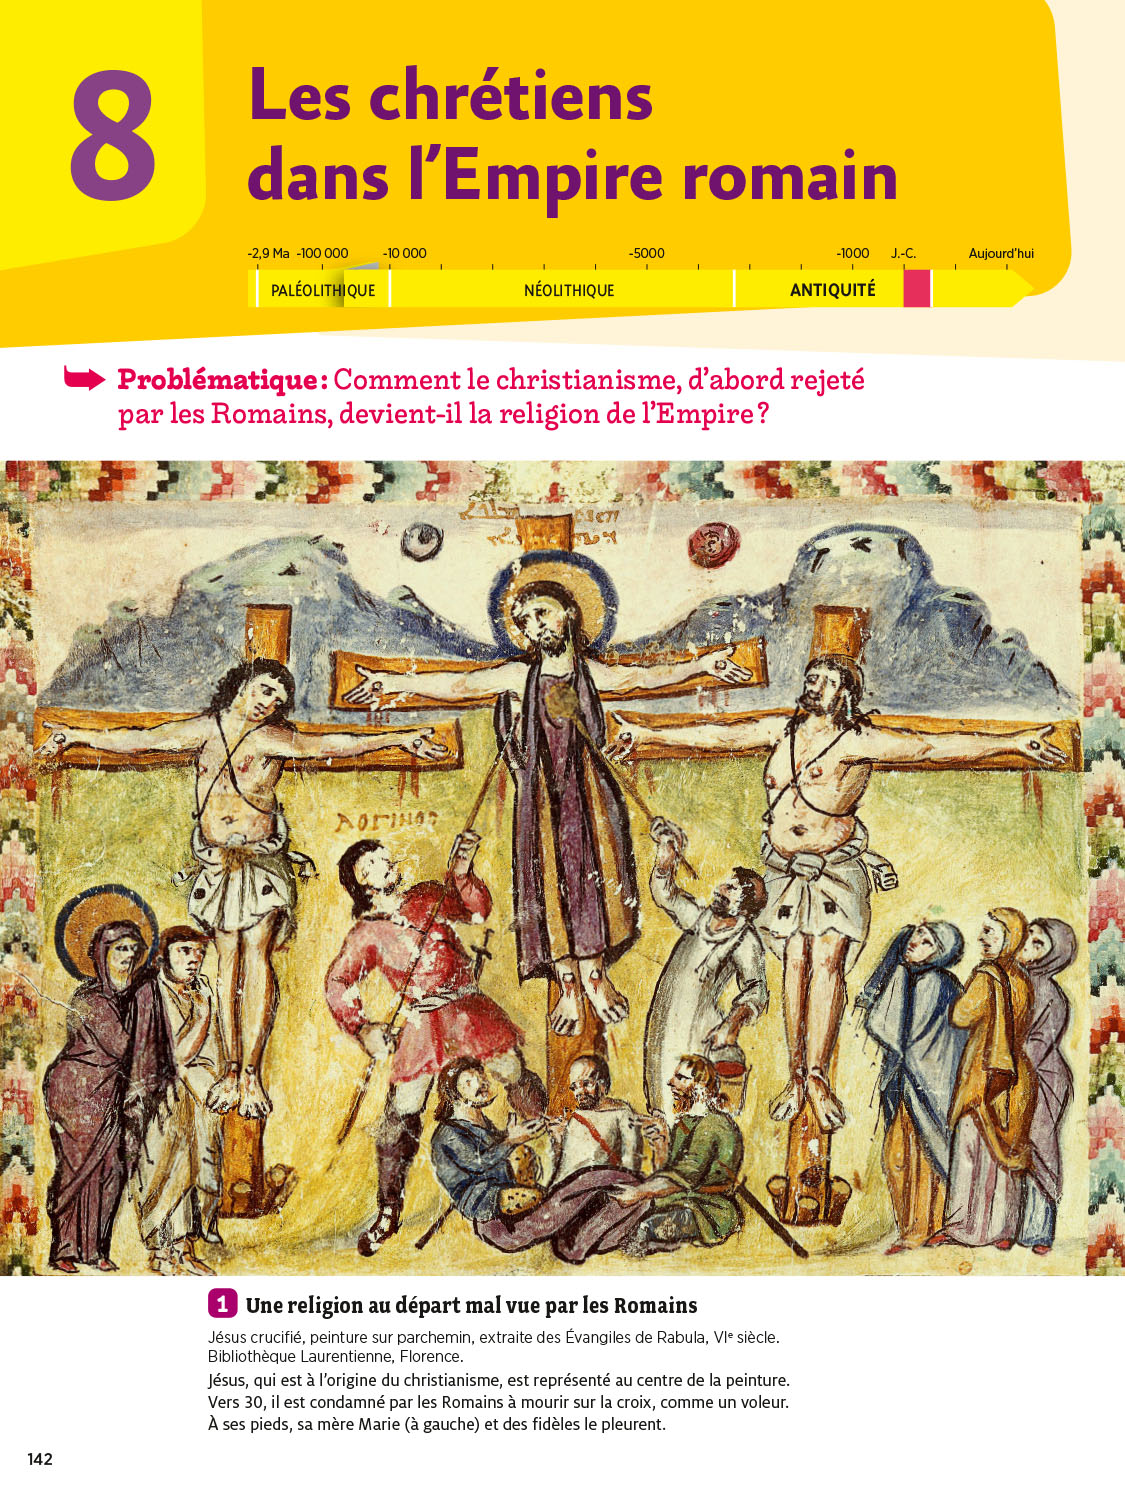 8
Les chrétiens
dans l'Empire romain
-2,9 Ma -100 000 -10 000 -5000 -1000 J.-C. Aujourd'hui
PALÉOLITHIQUE NÉOLITHIQUE ANTIQUITÉ
Problématique : Comment le christianisme, d'abord rejeté
par les Romains, devient-il la religion de l'Empire ?
ΛΟΓΙΝΟϹ
1 Une religion au départ mal vue par les Romains
Jésus crucifié, peinture sur parchemin, extraite des Évangiles de Rabula, VIe siècle.
Bibliothèque Laurentienne, Florence.
Jésus, qui est à l'origine du christianisme, est représenté au centre de la peinture.
Vers 30, il est condamné par les Romains à mourir sur la croix, comme un voleur.
À ses pieds, sa mère Marie (à gauche) et des fidèles le pleurent.
142